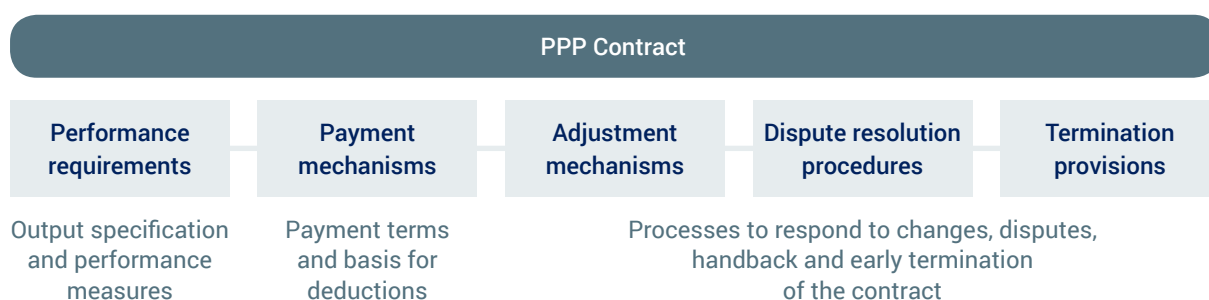 PPP Contract
Performance
requirements
Payment
mechanisms
Adjustment
mechanisms
Dispute resolution
procedures
Termination
provisions
Output specification
and performance
measures
Payment terms
and basis for
deductions
Processes to respond to changes, disputes,
handback and early termination
of the contract